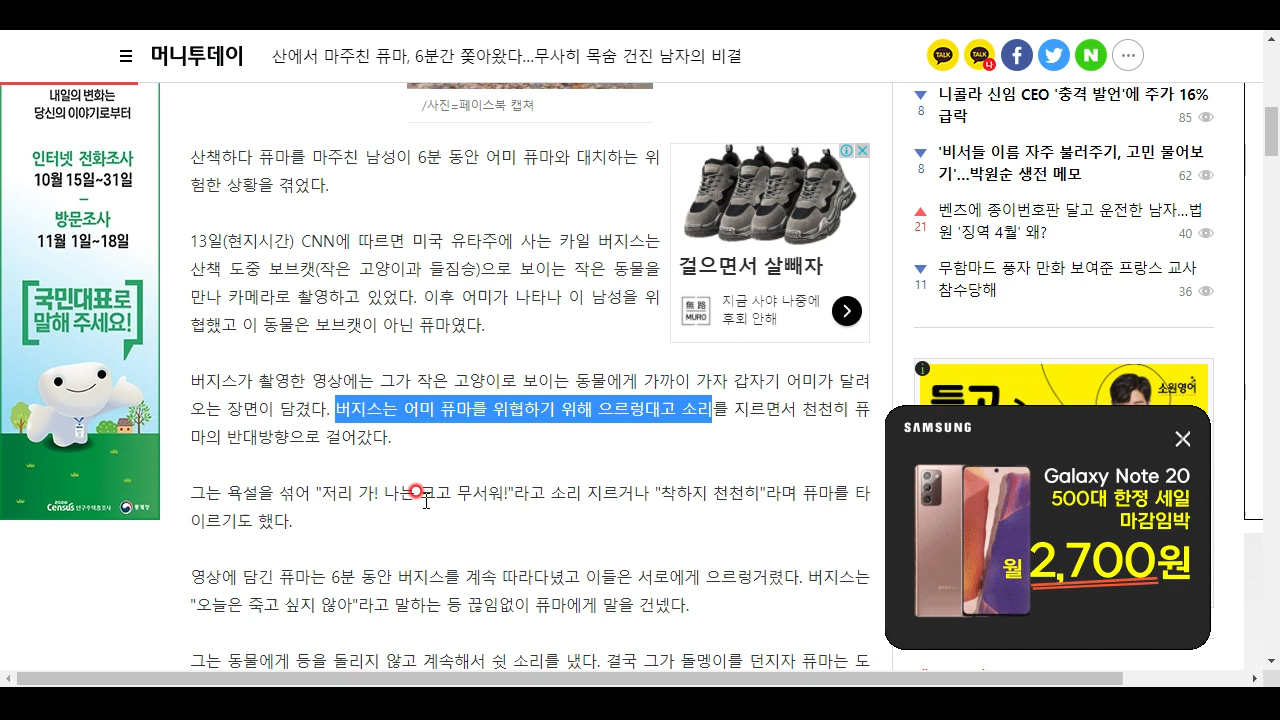 머니투데이
산에서 마주친 퓨마, 6분간 쫓아왔다...무사히 목숨 건진 남자의 비결
TALK
TALK
나
f
N
내일의 변화는
당신의 이야기로부터
인터넷 전화조사
10월 15일~31일
방문조사
11월 1일~18일
국민대표로
말해 주세요!
2020
Census 인구주택총조사
통계청
/사진=페이스북 캡쳐
산책하다 퓨마를 마주친 남성이 6분 동안 어미 퓨마와 대치하는 위
험한 상황을 겪었다.
13일(현지시간) CNN에 따르면 미국 유타주에 사는 카일 버지스는
산책 도중 보브캣(작은 고양이과 들짐승)으로 보이는 작은 동물을
만나 카메라로 촬영하고 있었다. 이후 어미가 나타나 이 남성을 위
협했고 이 동물은 보브캣이 아닌 퓨마였다.
버지스가 촬영한 영상에는 그가 작은 고양이로 보이는 동물에게 가까이 가자 갑자기 어미가 달려
오는 장면이 담겼다. 버지스는 어미 퓨마를 위협하기 위해 으르렁대고 소리를 지르면서 천천히 퓨
마의 반대방향으로 걸어갔다.
그는 욕설을 섞어 "저리 가! 나는 크고 무서워!"라고 소리 지르거나 "착하지 천천히"라며 퓨마를 타
이르기도 했다.
영상에 담긴 퓨마는 6분 동안 버지스를 계속 따라다녔고 이들은 서로에게 으르렁거렸다. 버지스는
"오늘은 죽고 싶지 않아"라고 말하는 등 끊임없이 퓨마에게 말을 건넸다.
그는 동물에게 등을 돌리지 않고 계속해서 쉿 소리를 냈다. 결국 그가 돌멩이를 던지자 퓨마는 도
걸으면서 살빼자
無路
MURO
지금 사야 나중에
후회 안해
8
니콜라 신임 CEO '충격 발언'에 주가 16%
급락
85
8
'비서들 이름 자주 불러주기, 고민 물어보
기'...박원순 생전 메모
62
21
벤츠에 종이번호판 달고 운전한 남자...법
원 '징역 4월' 왜?
40
11
무함마드 풍자 만화 보여준 프랑스 교사
참수당해
36
소원영어
SAMSUNG
Galaxy Note 20
500대 한정 세일
마감임박
월 2,700원